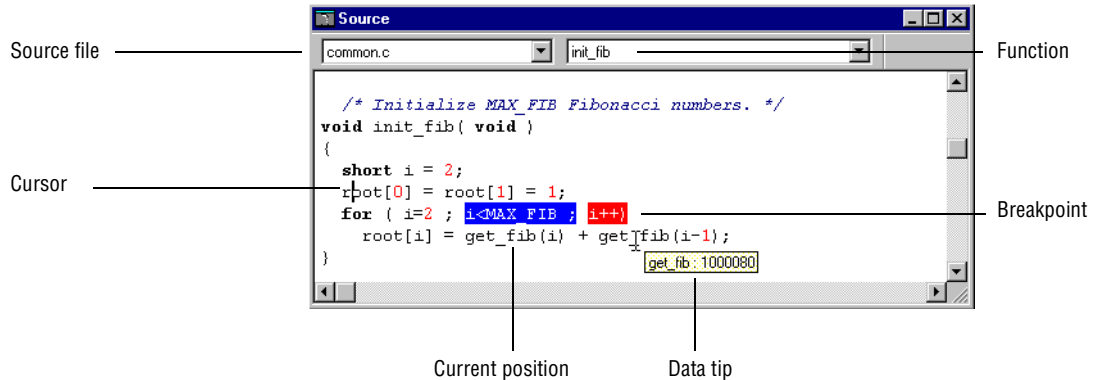 Source
Source file
common.c
init_fib
Function
/* Initialize MAX_FIB Fibonacci numbers. */
void init_fib( void )
{
short i = 2;
Cursor
root[0] = root[1] = 1;
for ( i=2 ; i<MAX_FIB ; i++)
Breakpoint
root[i] = get_fib(i) + get_fib(i-1);
}
get_fib : 1000080
Current position
Data tip